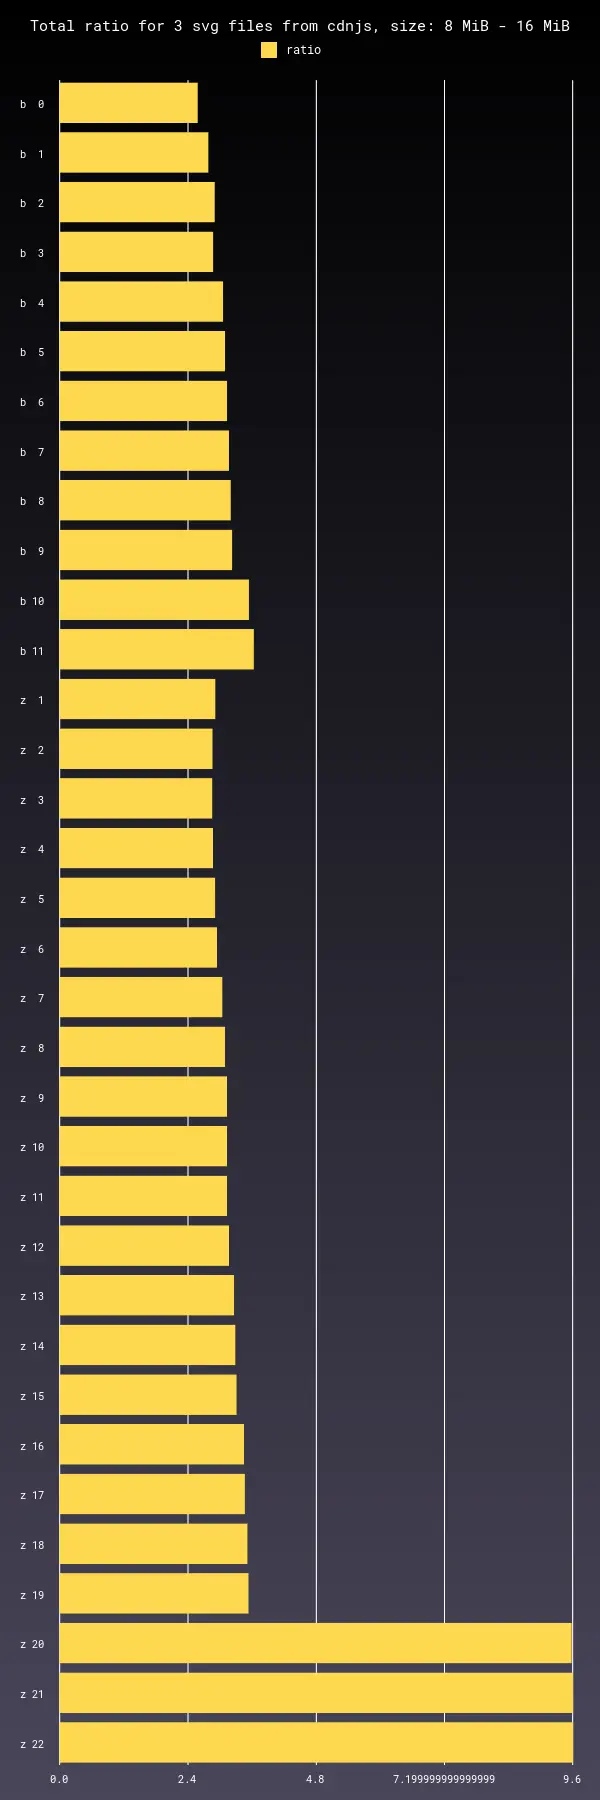 Total ratio for 3 svg files from cdnjs, size: 8 MiB - 16 MiB
ratio
b  0
b  1
b  2
b  3
b  4
b  5
b  6
b  7
b  8
b  9
b 10
b 11
z  1
z  2
z  3
z  4
z  5
z  6
z  7
z  8
z  9
z 10
z 11
z 12
z 13
z 14
z 15
z 16
z 17
z 18
z 19
z 20
z 21
z 22
0.0 2.4 4.8 7.199999999999999 9.6